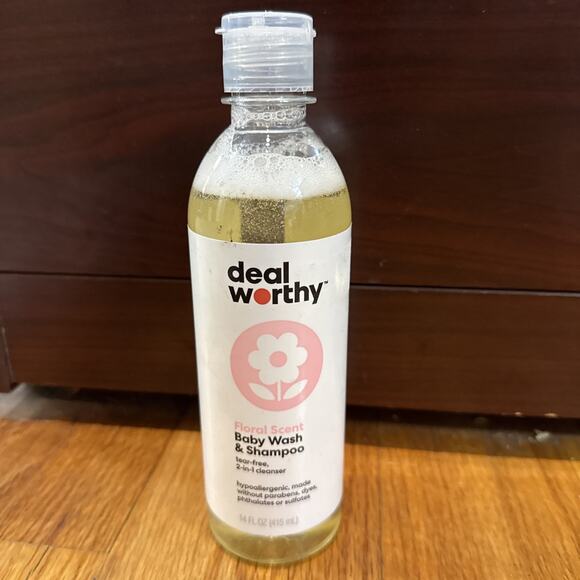 deal
worthy™
Floral Scent
Baby Wash
& Shampoo
tear-free,
2-in-1 cleanser
hypoallergenic, made
without parabens, dyes,
phthalates or sulfates
14 FL OZ (415 mL)